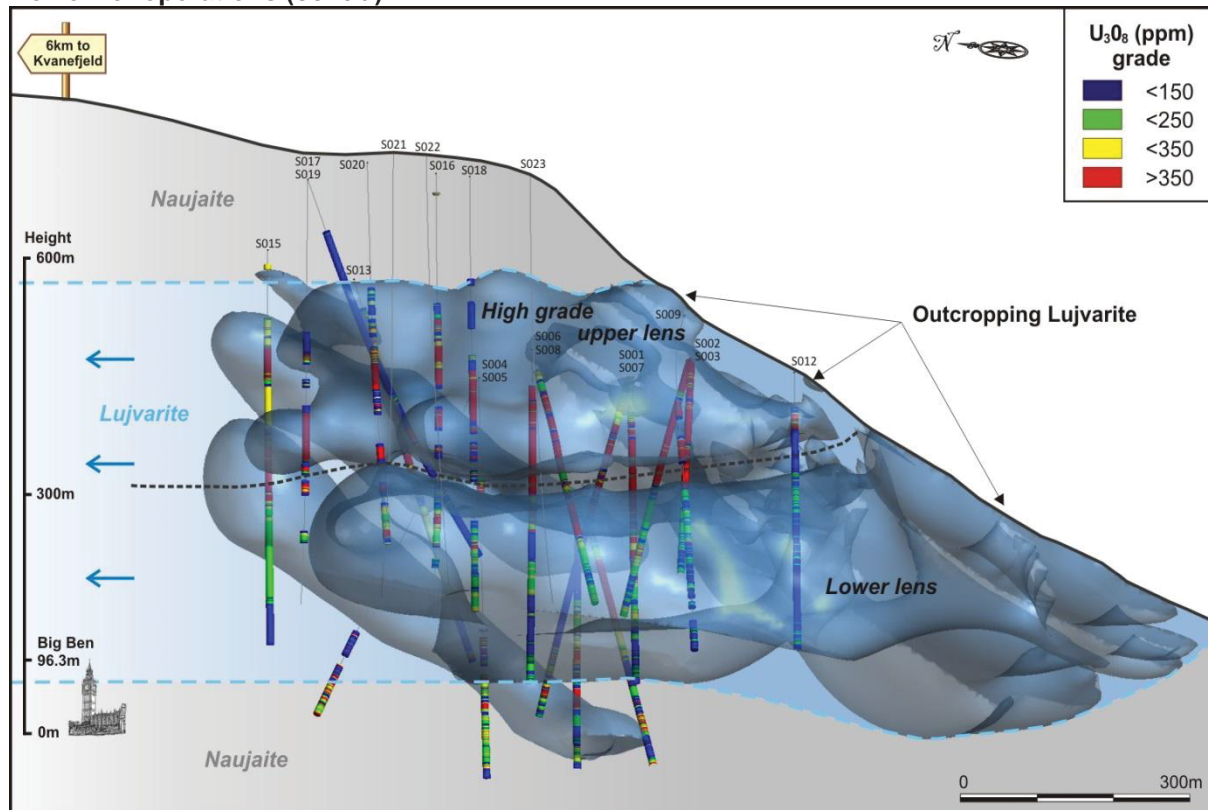 6km to
Kvanefjeld
N
U₃0₈ (ppm)
grade
<150
<250
<350
>350
S021
S022
S017
S019
S020
S016
S018
S023
Naujaite
Height
600m
S015
S013
High grade
upper lens
S009
Outcropping Lujvarite
S006
S008
S001
S007
S002
S003
S004
S005
S012
Lujvarite
300m
Lower lens
Big Ben
96.3m
0m
Naujaite
0
300m